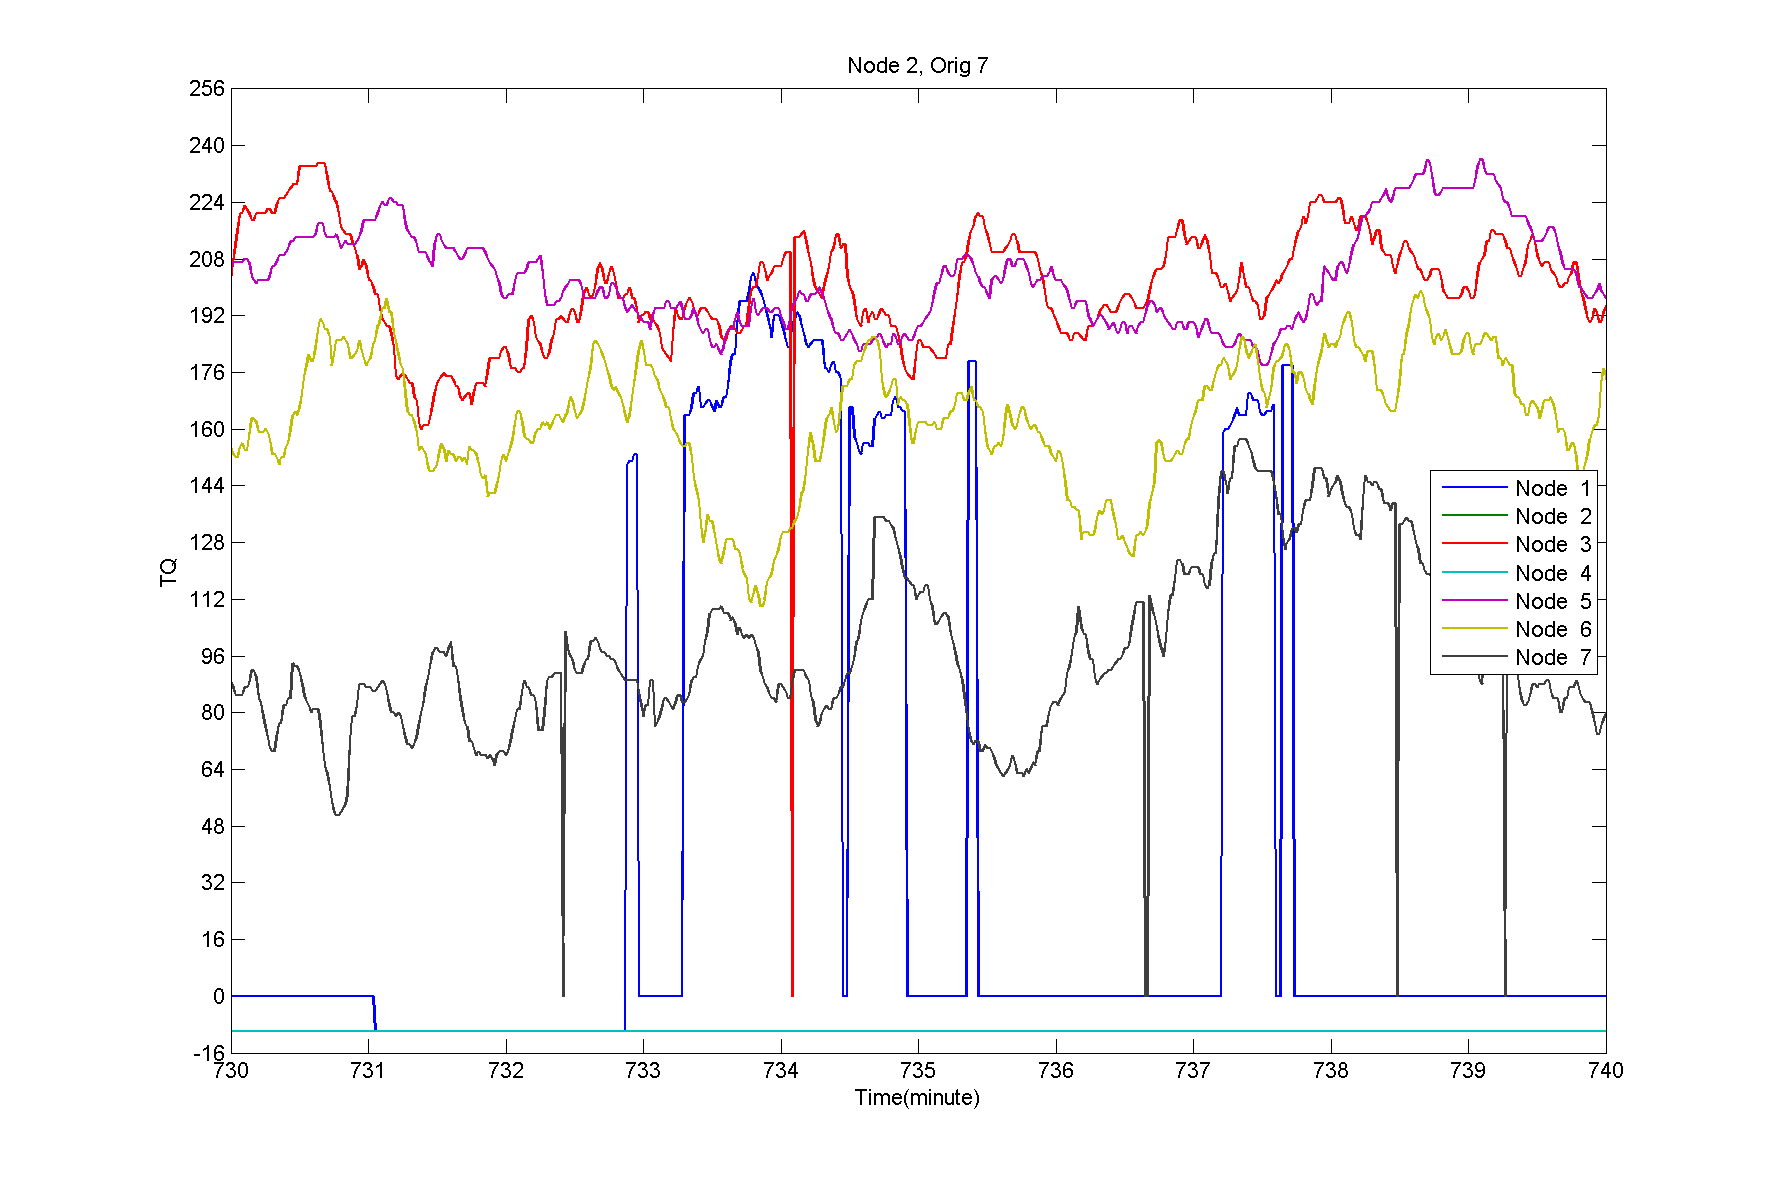 Node 2, Orig 7
256
240
224
208
192
176
160
144
128
112
96
80
64
48
32
16
0
-16
TQ
Node 1
Node 2
Node 3
Node 4
Node 5
Node 6
Node 7
730 731 732 733 734 735 736 737 738 739 740
Time(minute)